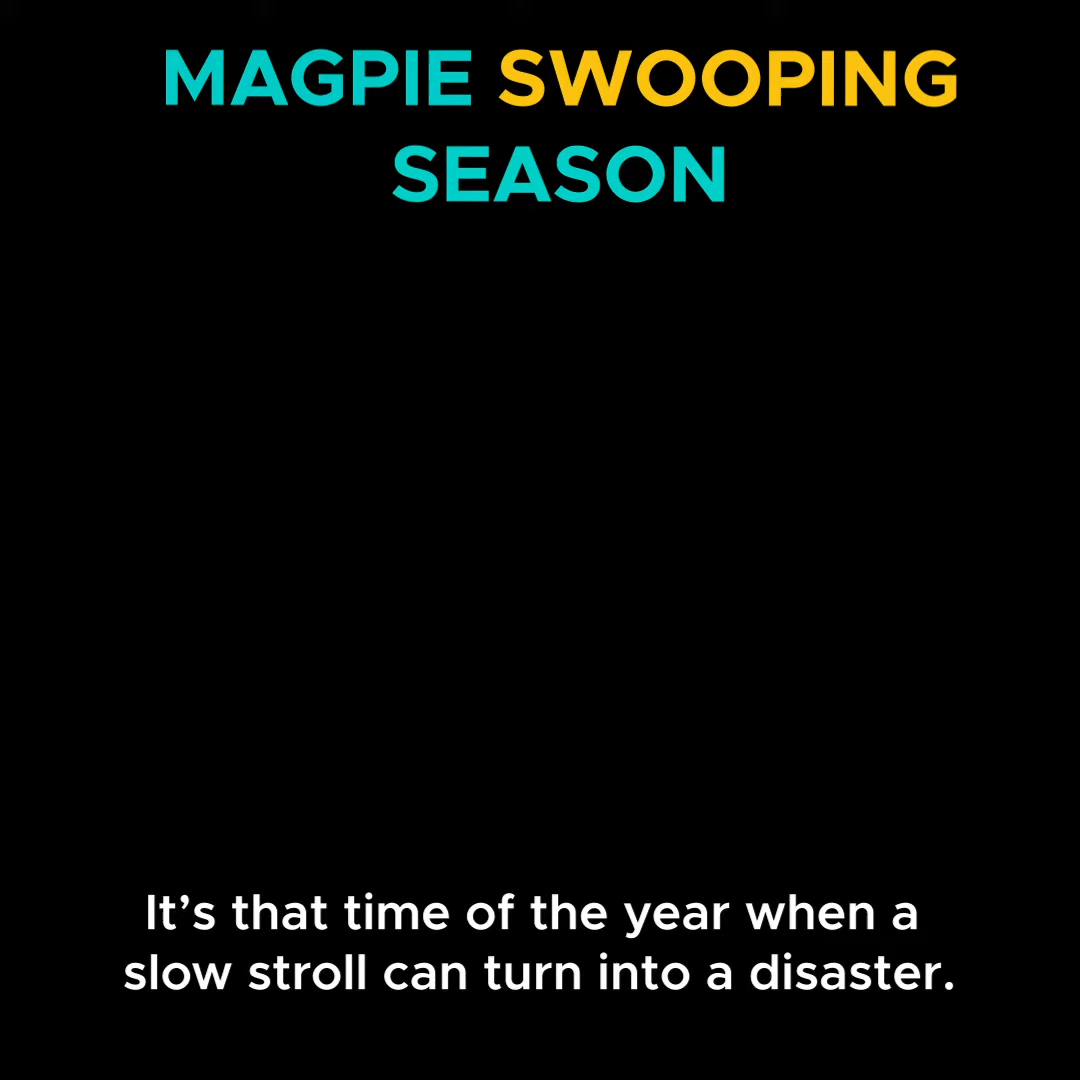 MAGPIE SWOOPING
SEASON
It’s that time of the year when a
slow stroll can turn into a disaster.